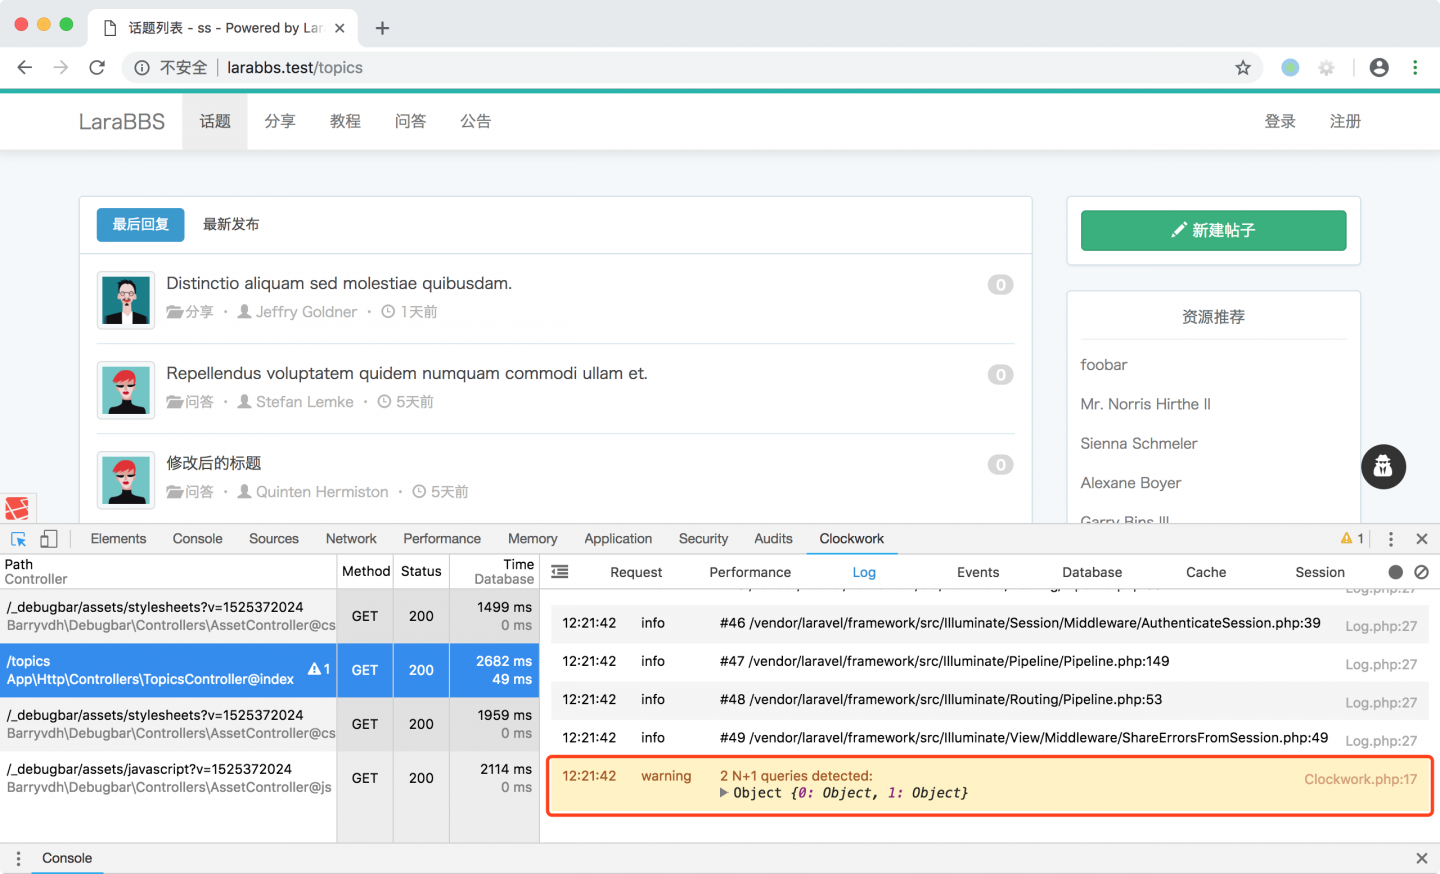 话题列表 - ss - Powered by Lar
不安全 larabbs.test/topics
LaraBBS 话题 分享 教程 问答 公告 登录 注册
最后回复 最新发布
Distinctio aliquam sed molestiae quibusdam. 0
分享 • Jeffry Goldner • 1天前
Repellendus voluptatem quidem numquam commodi ullam et. 0
问答 • Stefan Lemke • 5天前
修改后的标题 0
问答 • Quinten Hermiston • 5天前
新建帖子
资源推荐
foobar
Mr. Norris Hirthe II
Sienna Schmeler
Alexane Boyer
Garry Bins III
Elements Console Sources Network Performance Memory Application Security Audits Clockwork 1
Path Method Status Time
Controller Database
/_debugbar/assets/stylesheets?v=1525372024 GET 200 1499 ms
Barryvdh\Debugbar\Controllers\AssetController@cs 0 ms
/topics 1 GET 200 2682 ms
App\Http\Controllers\TopicsController@index 49 ms
/_debugbar/assets/stylesheets?v=1525372024 GET 200 1959 ms
Barryvdh\Debugbar\Controllers\AssetController@cs 0 ms
/_debugbar/assets/javascript?v=1525372024 GET 200 2114 ms
Barryvdh\Debugbar\Controllers\AssetController@js 0 ms
Request Performance Log Events Database Cache Session
Log.php:27
12:21:42 info #46 /vendor/laravel/framework/src/Illuminate/Session/Middleware/AuthenticateSession.php:39 Log.php:27
12:21:42 info #47 /vendor/laravel/framework/src/Illuminate/Pipeline/Pipeline.php:149 Log.php:27
12:21:42 info #48 /vendor/laravel/framework/src/Illuminate/Routing/Pipeline.php:53 Log.php:27
12:21:42 info #49 /vendor/laravel/framework/src/Illuminate/View/Middleware/ShareErrorsFromSession.php:49 Log.php:27
12:21:42 warning 2 N+1 queries detected: Clockwork.php:17
Object {0: Object, 1: Object}
Console